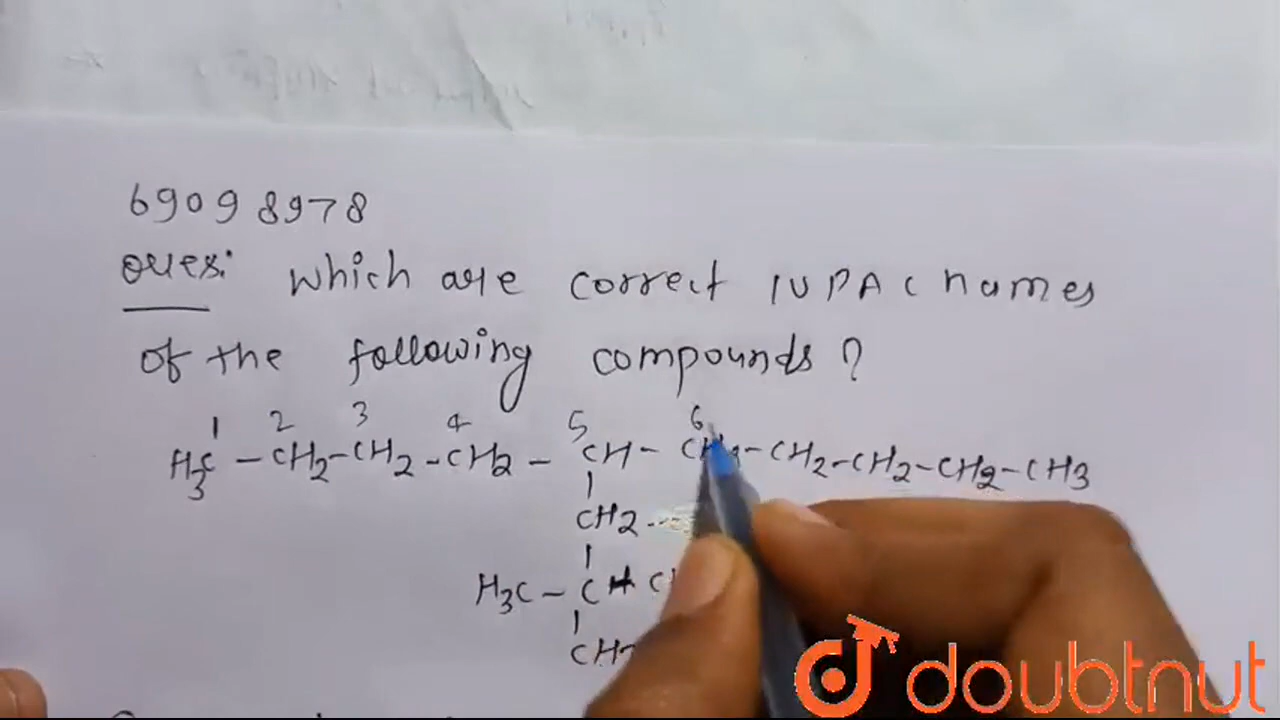 69098978
Ques: Which are correct IUPAC names
of the following compounds?
1 2 3 4 5 6
H3C - CH2 - CH2 - CH2 - CH - CH2 - CH2 - CH2 - CH2 - CH3
CH2
H3C - C
CH
doubtnut